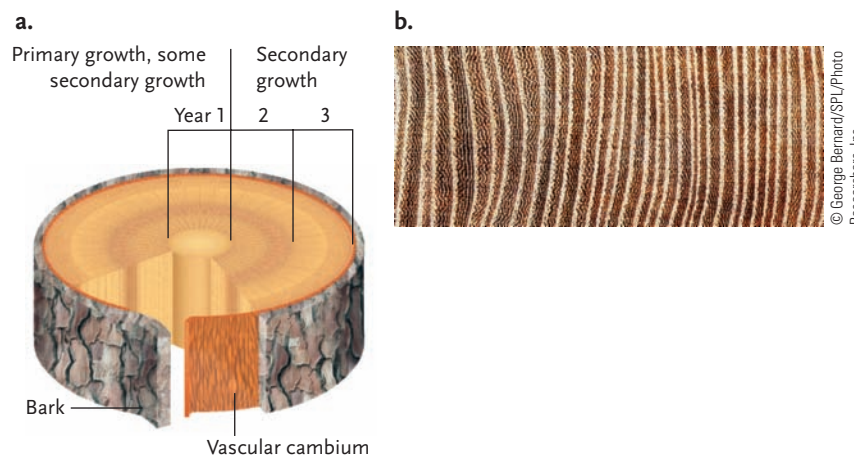 a.
Primary growth, some
secondary growth
Secondary
growth
Year 1
2
3
Bark
Vascular cambium
b.
© George Bernard/SPL/Photo